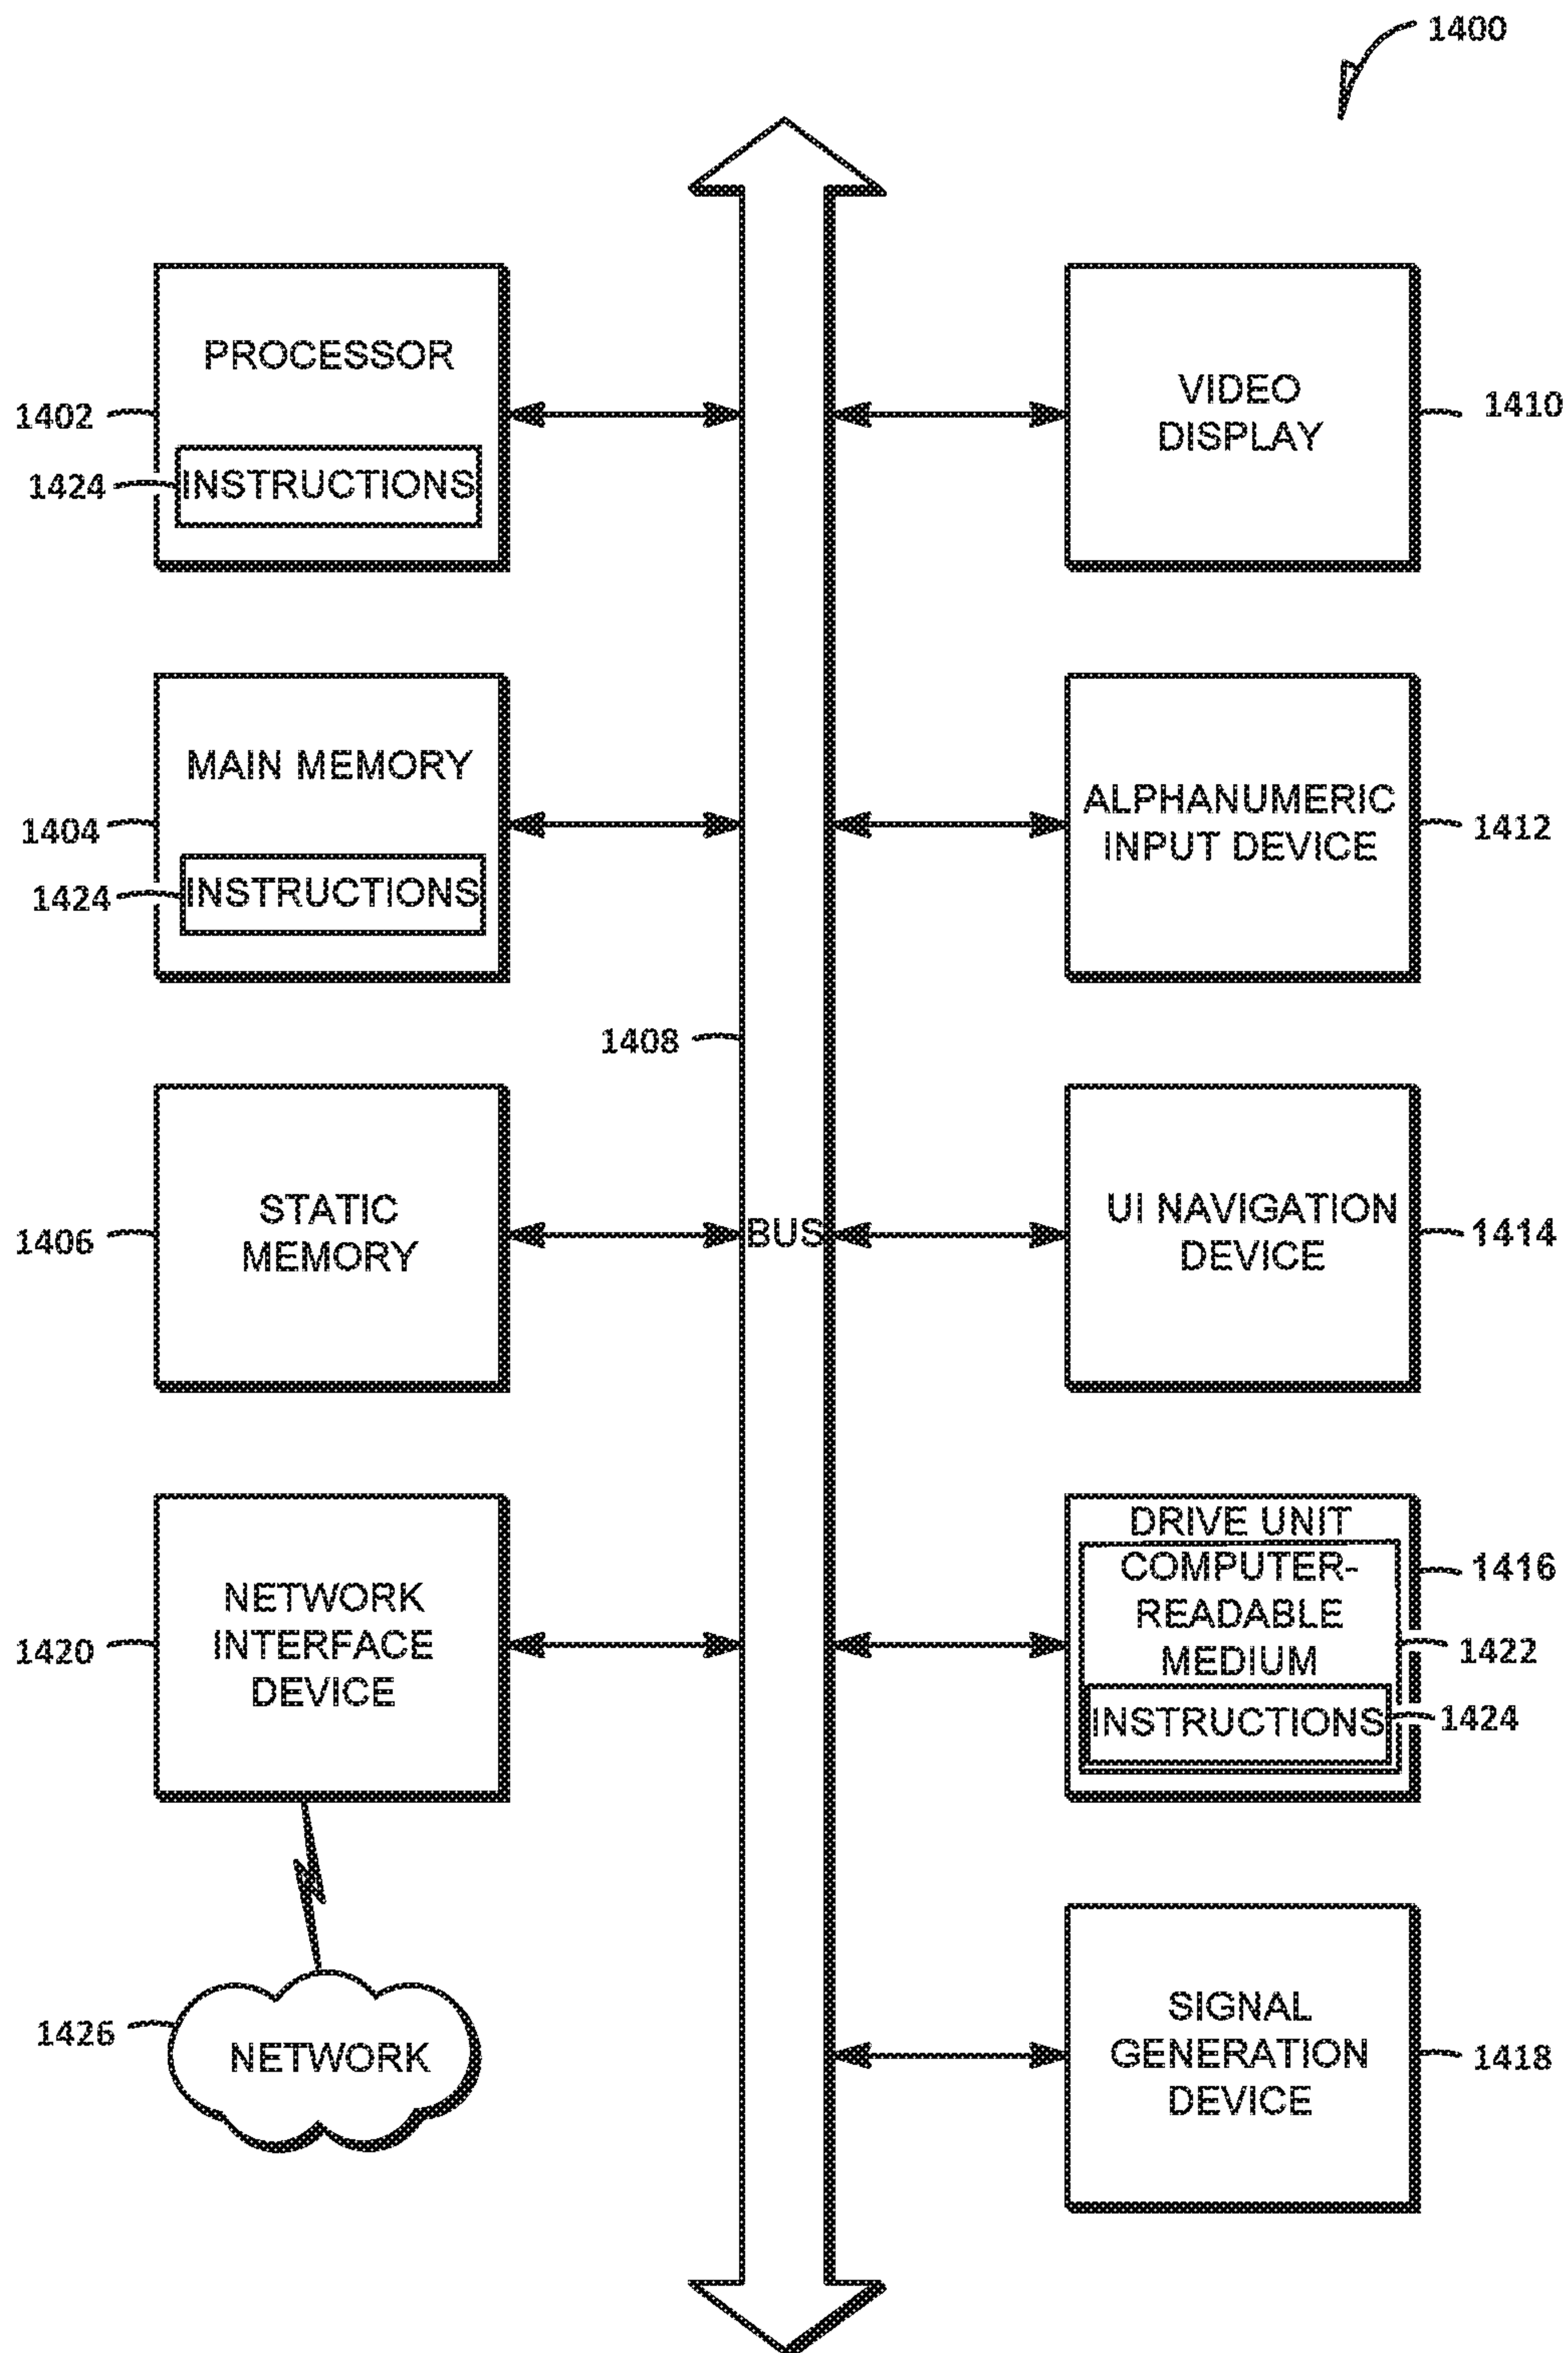 1400
PROCESSOR
1402
INSTRUCTIONS
1424
VIDEO
DISPLAY
1410
MAIN MEMORY
1404
INSTRUCTIONS
1424
ALPHANUMERIC
INPUT DEVICE
1412
1408
STATIC
MEMORY
1406
BUS
UI NAVIGATION
DEVICE
1414
NETWORK
INTERFACE
DEVICE
1420
DRIVE UNIT
1416
COMPUTER-
READABLE
MEDIUM
1422
INSTRUCTIONS
1424
NETWORK
1426
SIGNAL
GENERATION
DEVICE
1418